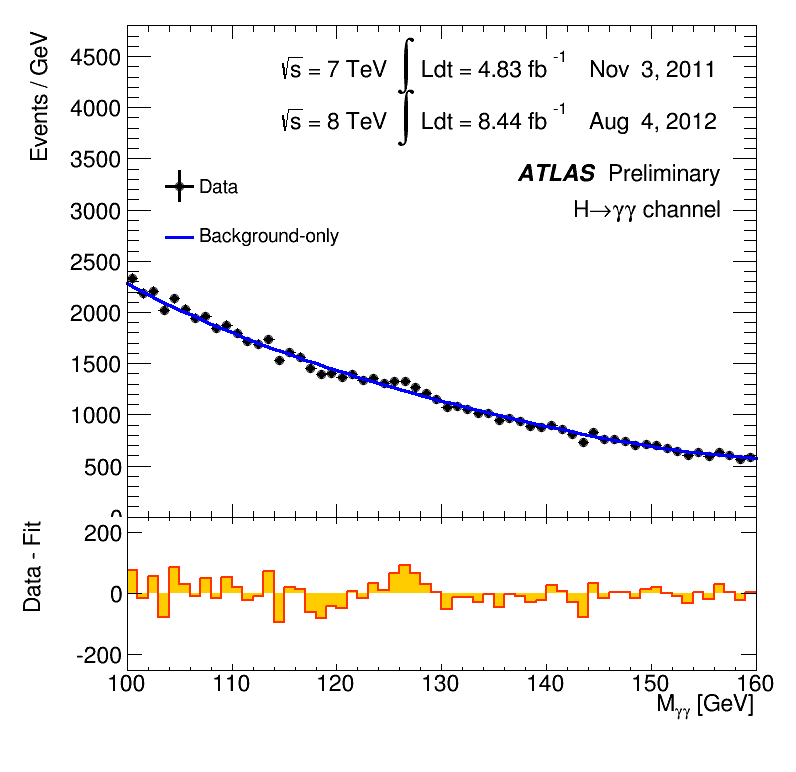 Events / GeV
4500
4000
3500
3000
2500
2000
1500
1000
500
0
√s = 7 TeV ∫ Ldt = 4.83 fb⁻¹ Nov 3, 2011
√s = 8 TeV ∫ Ldt = 8.44 fb⁻¹ Aug 4, 2012
ATLAS Preliminary
H→γγ channel
Data
Background-only
Data - Fit
200
0
-200
100 110 120 130 140 150 160
Mγγ [GeV]